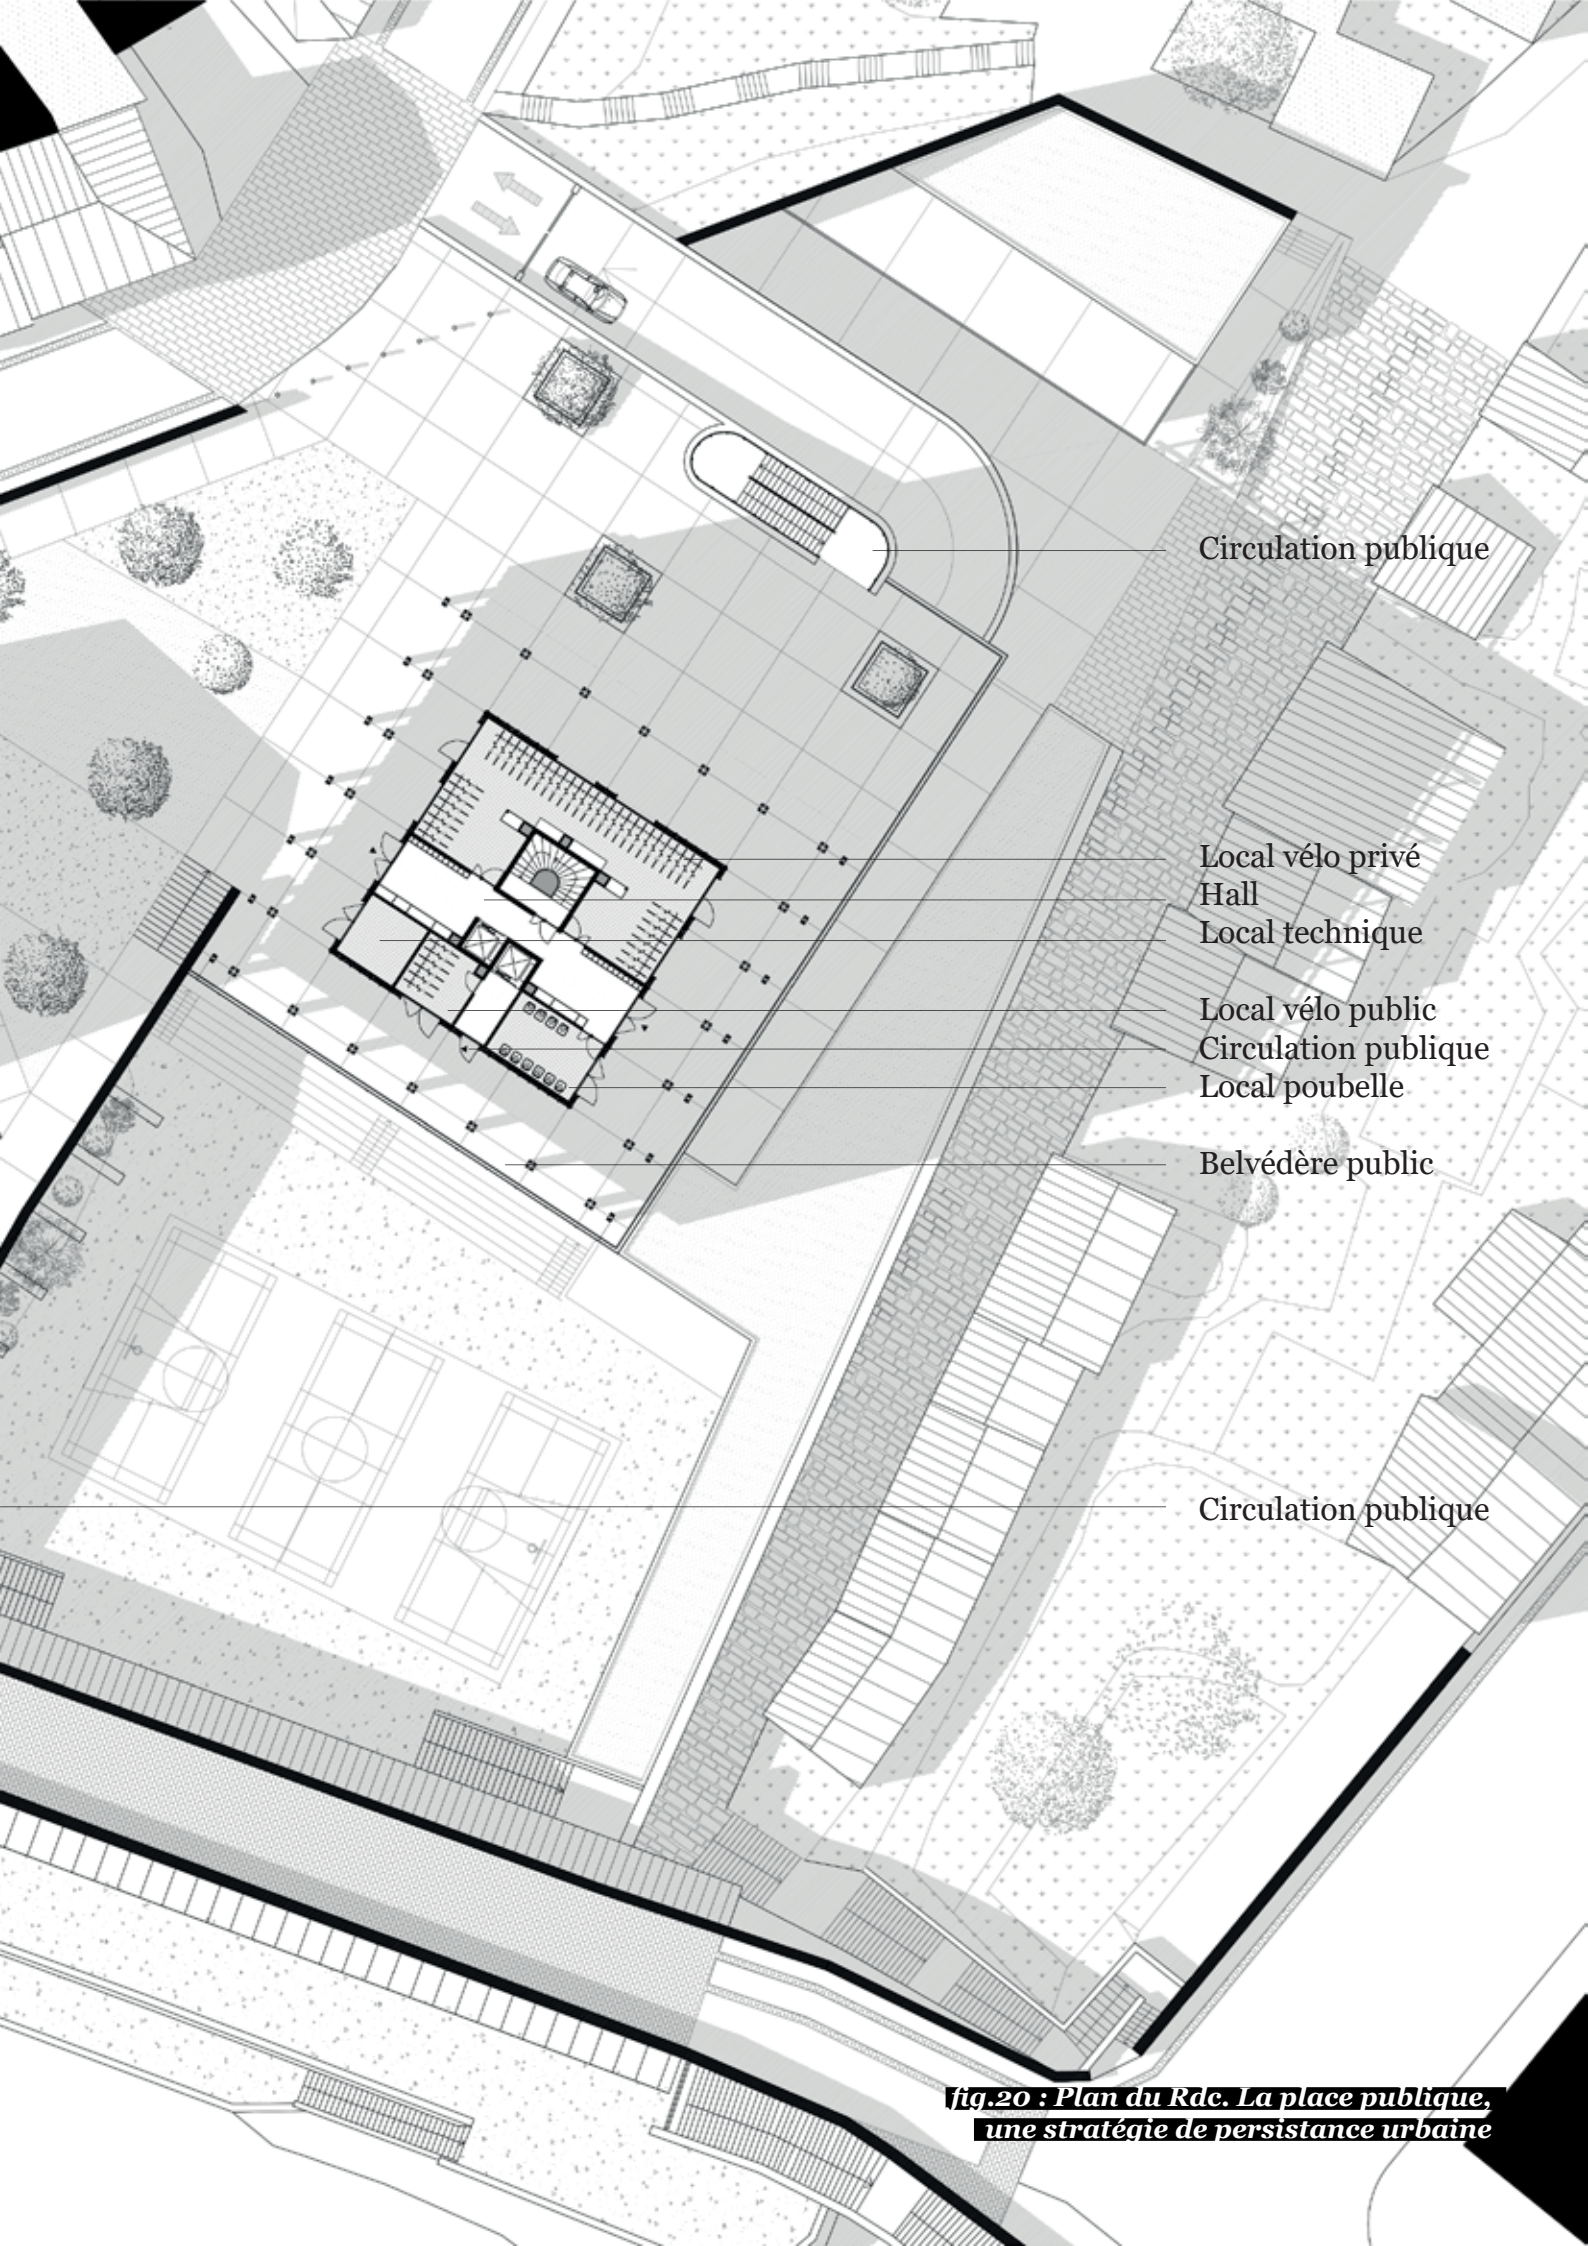 Circulation publique
Local vélo privé
Hall
Local technique
Local vélo public
Circulation publique
Local poubelle
Belvédère public
Circulation publique
fig.20 : Plan du Rdc. La place publique,
une stratégie de persistance urbaine